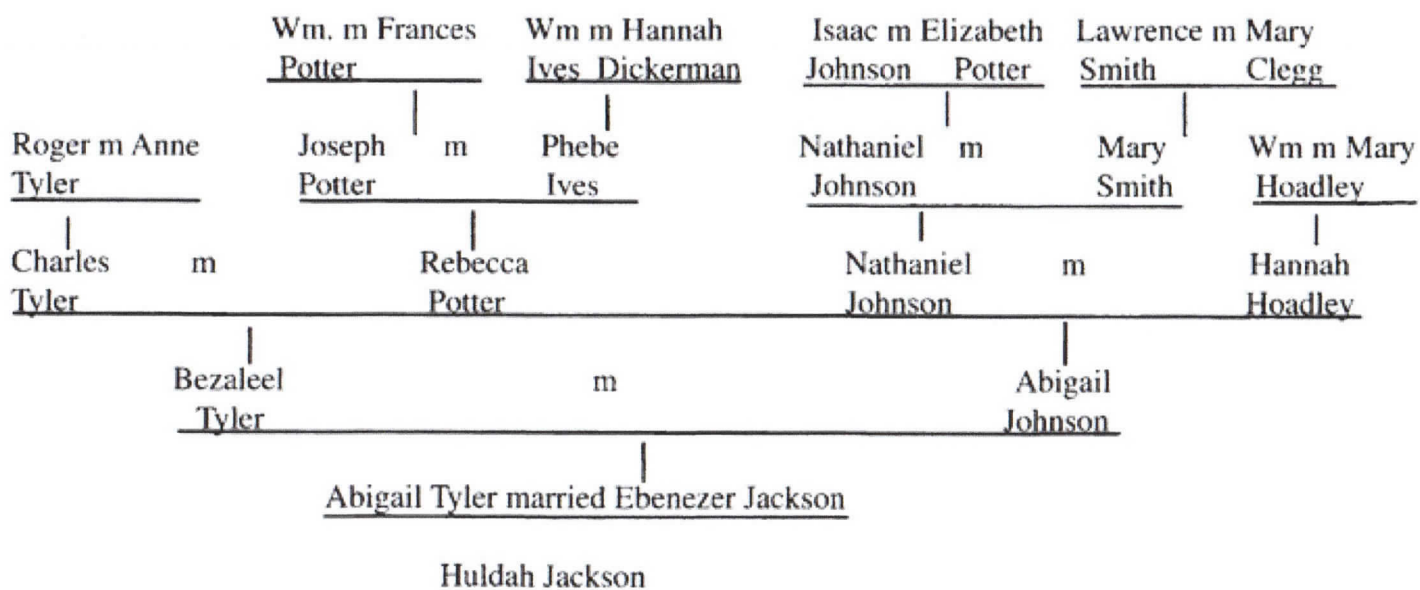 Wm. m Frances Wm m Hannah Isaac m Elizabeth Lawrence m Mary
Potter Ives Dickerman Johnson Potter Smith Clegg
Roger m Anne Joseph m Phebe Nathaniel m Mary Wm m Mary
Tyler Potter Ives Johnson Smith Hoadley
Charles m Rebecca Nathaniel m Hannah
Tyler Potter Johnson Hoadley
Bezaleel m Abigail
Tyler Johnson
Abigail Tyler married Ebenezer Jackson
Huldah Jackson